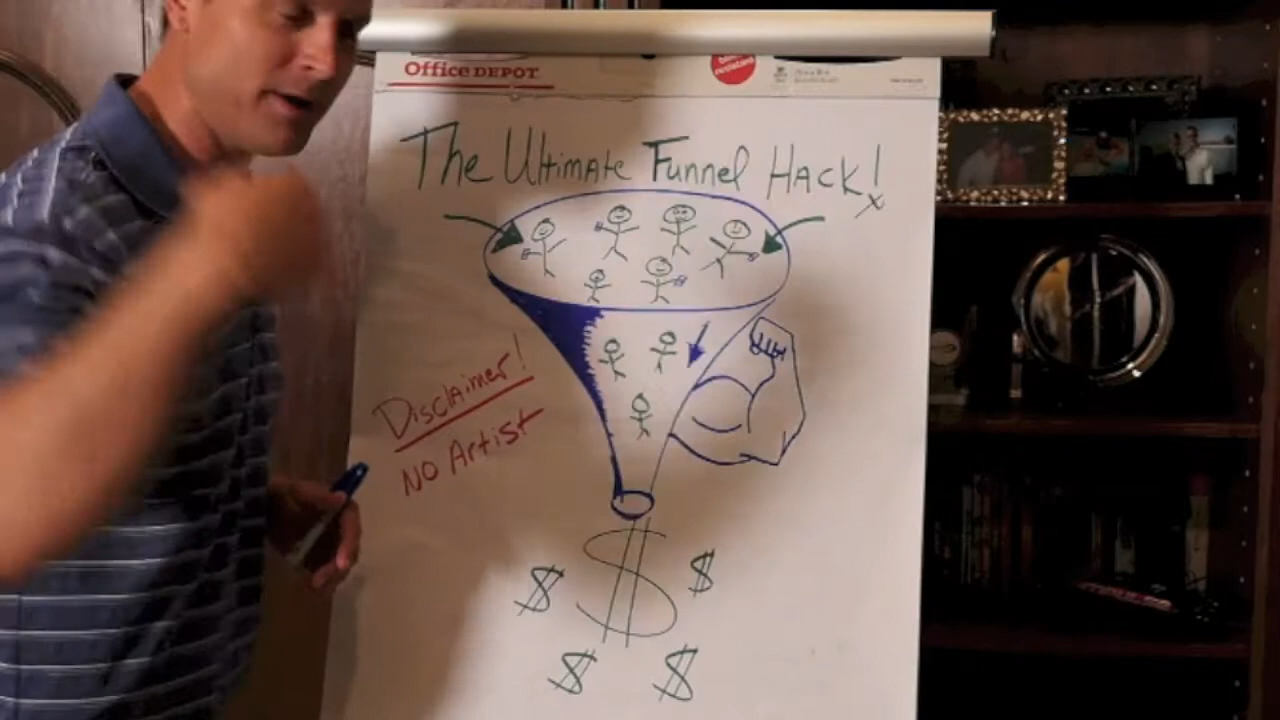 Office DEPOT
The Ultimate Funnel Hack!
x
Disclaimer!
No Artist
$
$ $
$ $